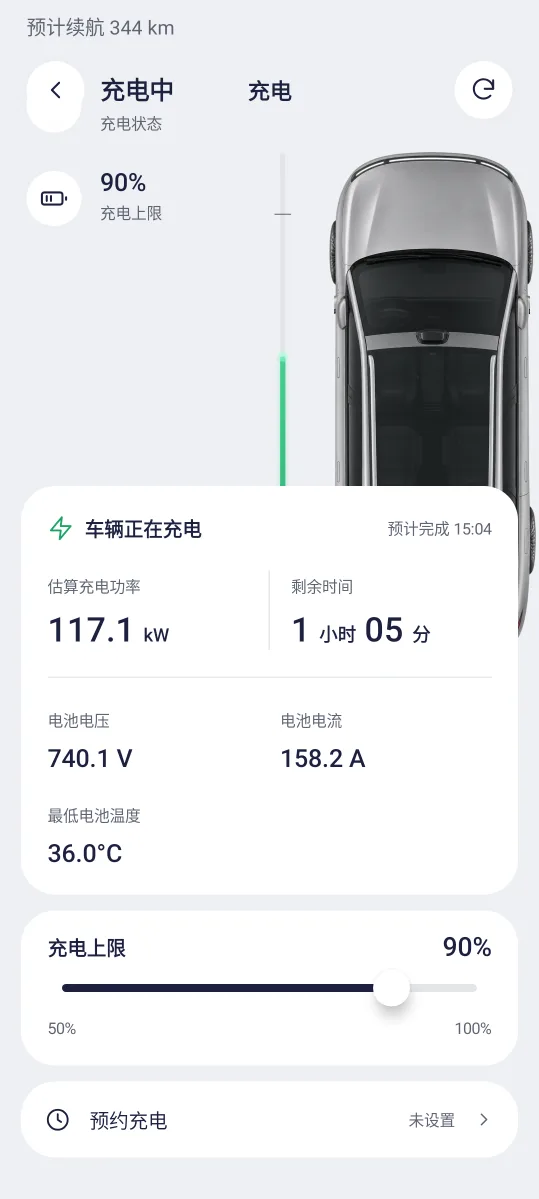 预计续航 344 km
充电中
充电
充电状态
90%
充电上限
车辆正在充电
预计完成 15:04
估算充电功率
剩余时间
117.1 kW
1 小时 05 分
电池电压
电池电流
740.1 V
158.2 A
最低电池温度
36.0°C
充电上限
90%
50%
100%
预约充电
未设置